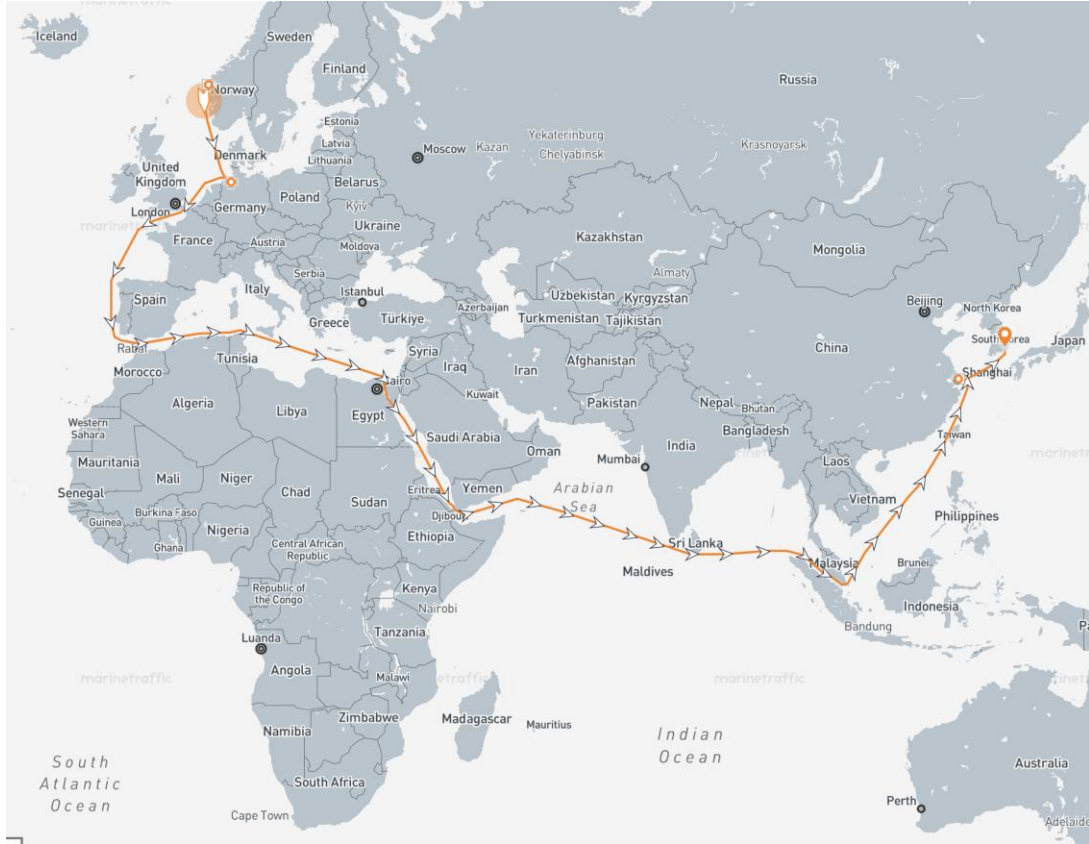 marinetraffic
Iceland
Sweden
Finland
Norway
Russia
Estonia
Latvia
Lithuania
Denmark
Moscow
Kazan
Yekaterinburg
Chelyabinsk
Krasnoyarsk
United
Kingdom
London
Germany
Poland
Belarus
Kyiv
Ukraine
marinetraffic
France
Austria
Moldova
Serbia
Kazakhstan
Mongolia
Almaty
Spain
Italy
Istanbul
Greece
Türkiye
Azerbaijan
Uzbekistan
Turkmenistan
Kyrgyzstan
Tajikistan
Beijing
North Korea
South Korea
Japan
Rabat
Morocco
Tunisia
Syria
Iraq
Iran
Afghanistan
China
Shanghai
Cairo
Kuwait
Algeria
Libya
Egypt
Pakistan
Nepal
Bhutan
Bangladesh
Western
Sahara
Saudi Arabia
Oman
India
Taiwan
Mauritania
Mali
Niger
Chad
Sudan
Eritrea
Yemen
Mumbai
Arabian
Sea
Laos
Vietnam
Philippines
Senegal
Guinea
Burkina Faso
Ghana
Nigeria
Djibouti
Ethiopia
Central African
Republic
Sri Lanka
Maldives
Malaysia
Brunei
Indonesia
Bandung
Republic of
the Congo
Kenya
Nairobi
Luanda
Tanzania
Angola
Malawi
marinetraffic
marinetraffic
Zimbabwe
Namibia
Madagascar
Mauritius
Indian
Ocean
South
Atlantic
Ocean
South Africa
Cape Town
Australia
Perth
Adelaide